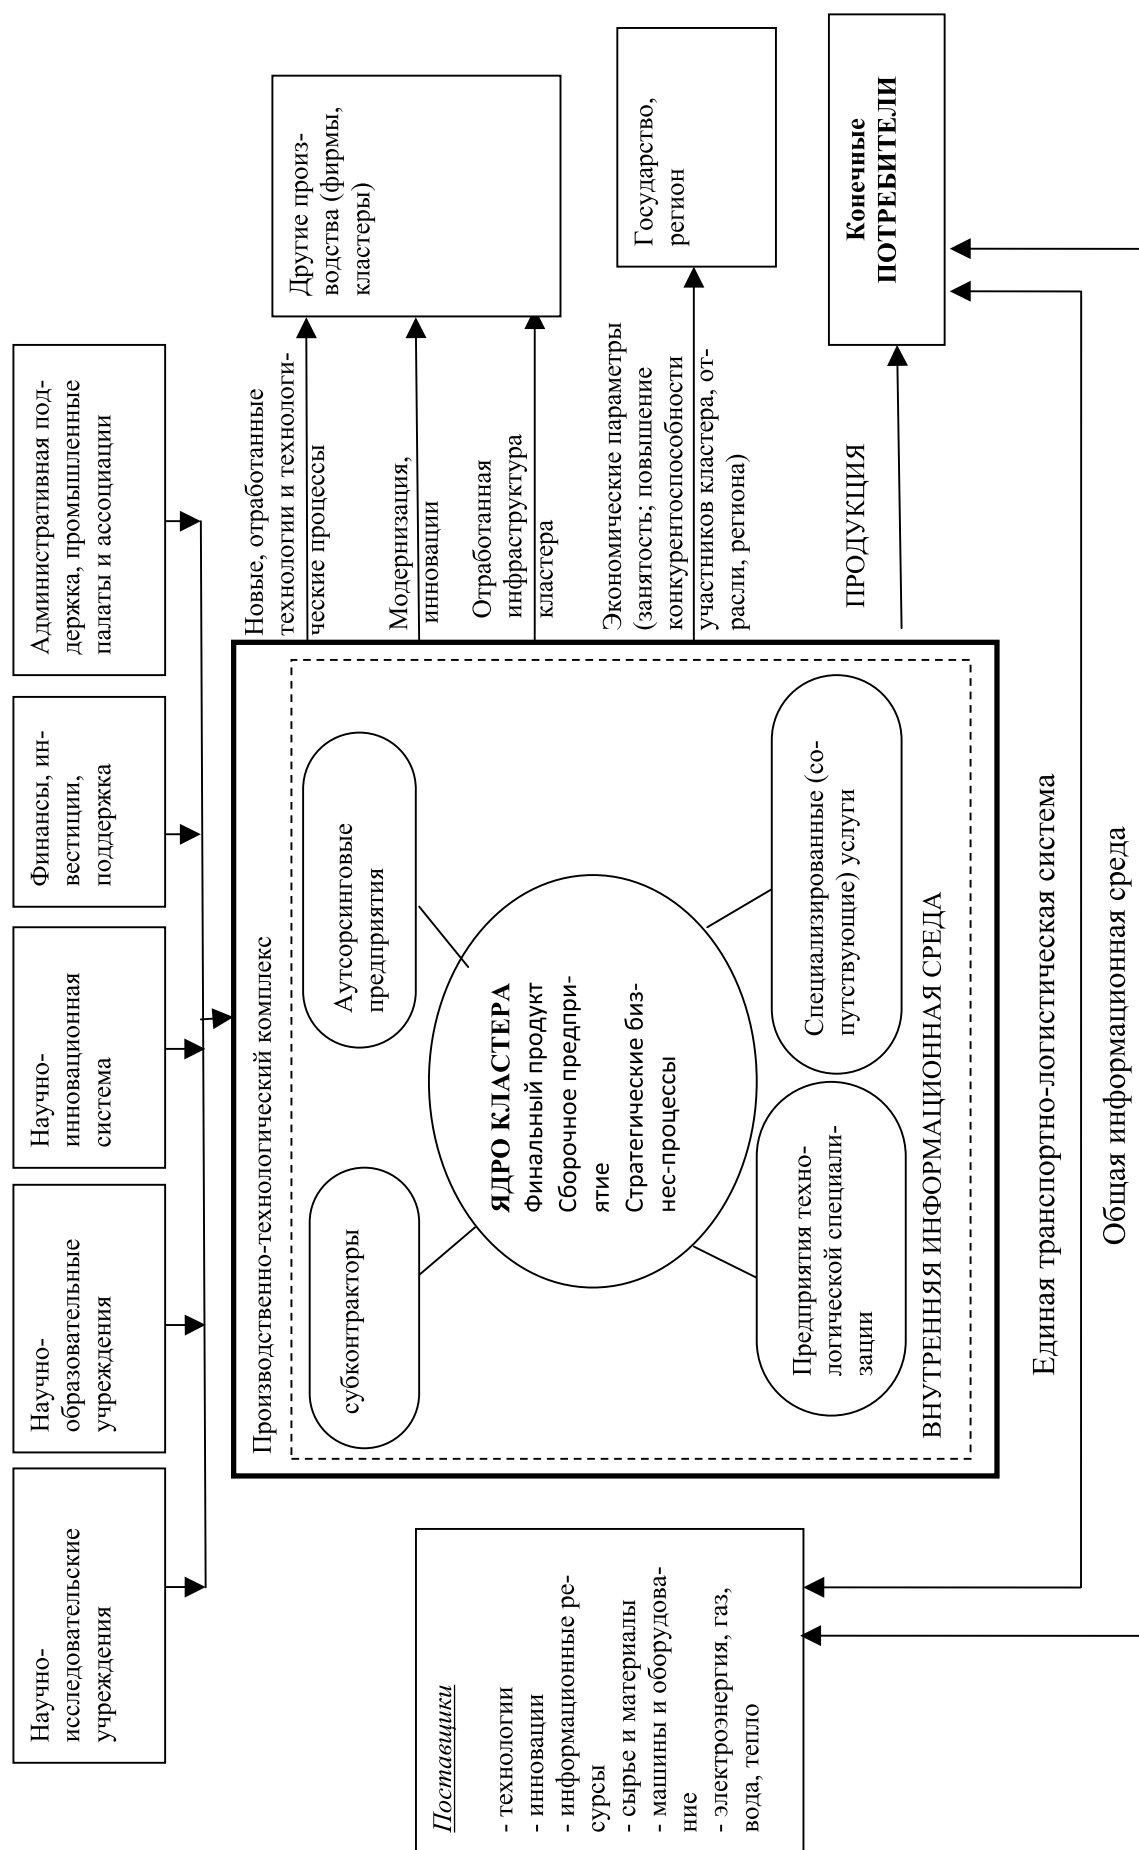 Научно-
исследовательские
учреждения
Научно-
образовательные
учреждения
Научно-
инновационная
система
Финансы, ин-
вестиции,
поддержка
Административная под-
держка, промышленные
палаты и ассоциации
Поставщики
- технологии
- инновации
- информационные ре-
сурсы
- сырье и материалы
- машины и оборудова-
ние
- электроэнергия, газ,
вода, тепло
Производственно-технологический комплекс
субконтракторы
Аутсорсинговые
предприятия
ЯДРО КЛАСТЕРА
Финальный продукт
Сборочное предпри-
ятие
Стратегические биз-
нес-процессы
Предприятия техно-
логической специали-
зации
Специализированные (со-
путствующие) услуги
ВНУТРЕННЯЯ ИНФОРМАЦИОННАЯ СРЕДА
Новые, отработанные
технологии и технологи-
ческие процессы
Модернизация,
инновации
Отработанная
инфраструктура
кластера
Экономические параметры
(занятость; повышение
конкурентоспособности
участников кластера, от-
расли, региона)
ПРОДУКЦИЯ
Другие произ-
водства (фирмы,
кластеры)
Государство,
регион
Конечные
ПОТРЕБИТЕЛИ
Единая транспортно-логистическая система
Общая информационная среда